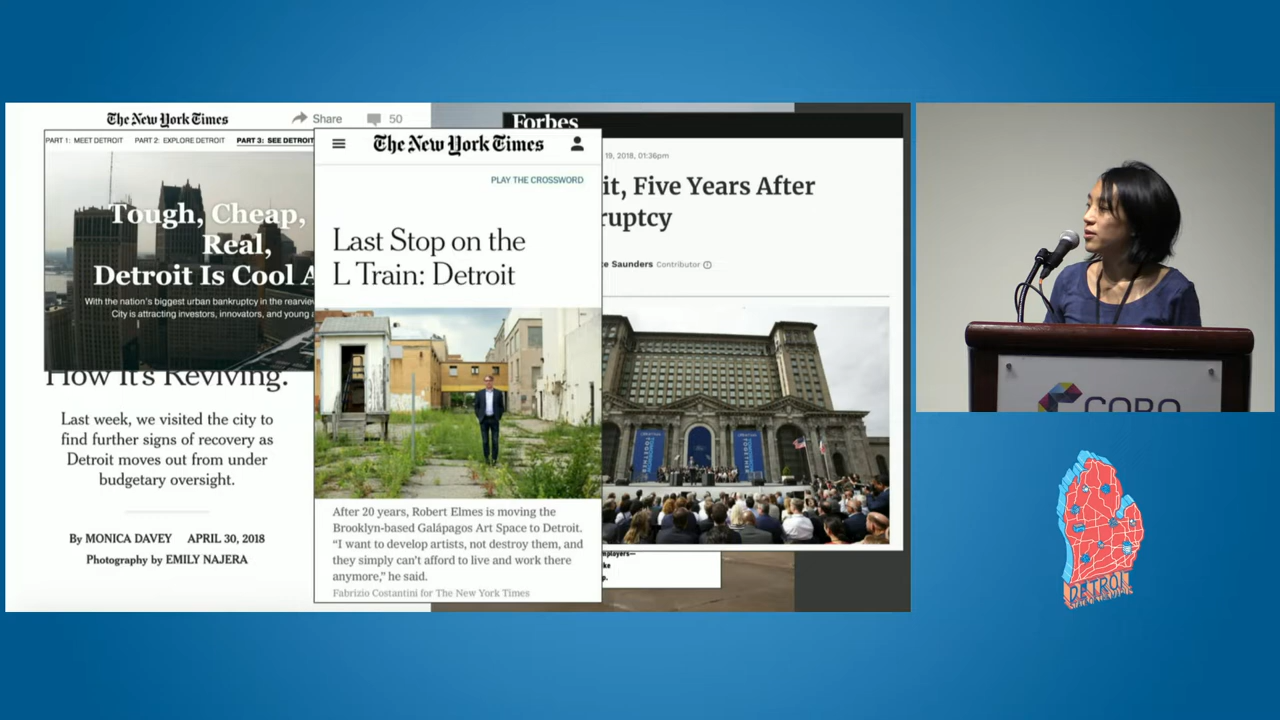 The New York Times
Share
50
PART 1: MEET DETROIT
PART 2: EXPLORE DETROIT
PART 3: SEE DETROIT
Tough, Cheap,
Real,
Detroit Is Cool A
With the nation's biggest urban bankruptcy in the rearview
City is attracting investors, innovators, and young a
How It's Reviving.
Last week, we visited the city to
find further signs of recovery as
Detroit moves out from under
budgetary oversight.
By MONICA DAVEY APRIL 30, 2018
Photography by EMILY NAJERA
The New York Times
PLAY THE CROSSWORD
Last Stop on the
L Train: Detroit
After 20 years, Robert Elmes is moving the
Brooklyn-based Galápagos Art Space to Detroit.
“I want to develop artists, not destroy them, and
they simply can't afford to live and work there
anymore,” he said.
Fabrizio Costantini for The New York Times
Forbes
19, 2018, 01:36pm
it, Five Years After
ruptcy
te Saunders Contributor
TOGETHER
TOGETHER
mployers—
ke
p.
COBO
DETROIT